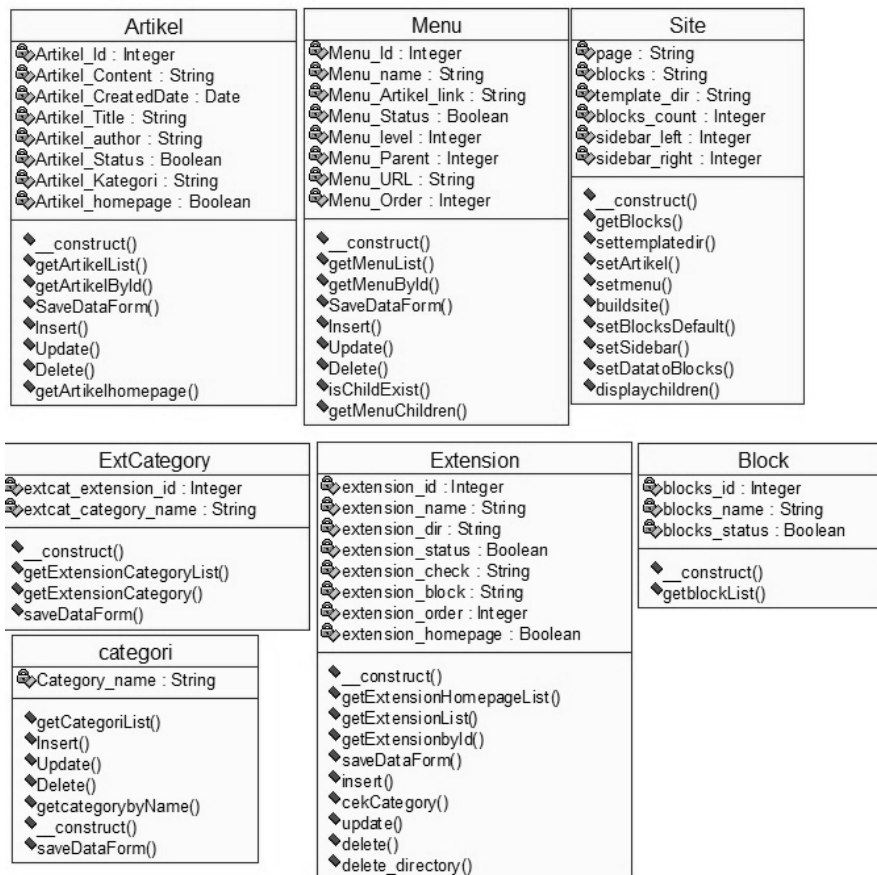 Artikel
Artikel_Id : Integer
Artikel_Content : String
Artikel_CreatedDate : Date
Artikel_Title : String
Artikel_author : String
Artikel_Status : Boolean
Artikel_Kategori : String
Artikel_homepage : Boolean
__construct()
getArtikelList()
getArtikelById()
SaveDataForm()
Insert()
Update()
Delete()
getArtikelhomepage()
Menu
Menu_Id : Integer
Menu_name : String
Menu_Artikel_link : String
Menu_Status : Boolean
Menu_level : Integer
Menu_Parent : Integer
Menu_URL : String
Menu_Order : Integer
__construct()
getMenuList()
getMenuById()
SaveDataForm()
Insert()
Update()
Delete()
isChildExist()
getMenuChildren()
Site
page : String
blocks : String
template_dir : String
blocks_count : Integer
sidebar_left : Integer
sidebar_right : Integer
__construct()
getBlocks()
settemplatedir()
setArtikel()
setmenu()
buildsite()
setBlocksDefault()
setSidebar()
setDatatoBlocks()
displaychildren()
ExtCategory
extcat_extension_id : Integer
extcat_category_name : String
__construct()
getExtensionCategoryList()
getExtensionCategory()
saveDataForm()
categori
Category_name : String
getCategoriList()
Insert()
Update()
Delete()
getcategorybyName()
__construct()
saveDataForm()
Extension
extension_id : Integer
extension_name : String
extension_dir : String
extension_status : Boolean
extension_check : String
extension_block : String
extension_order : Integer
extension_homepage : Boolean
__construct()
getExtensionHomepageList()
getExtensionList()
getExtensionbyId()
saveDataForm()
insert()
cekCategory()
update()
delete()
delete_directory()
Block
blocks_id : Integer
blocks_name : String
blocks_status : Boolean
__construct()
getblockList()